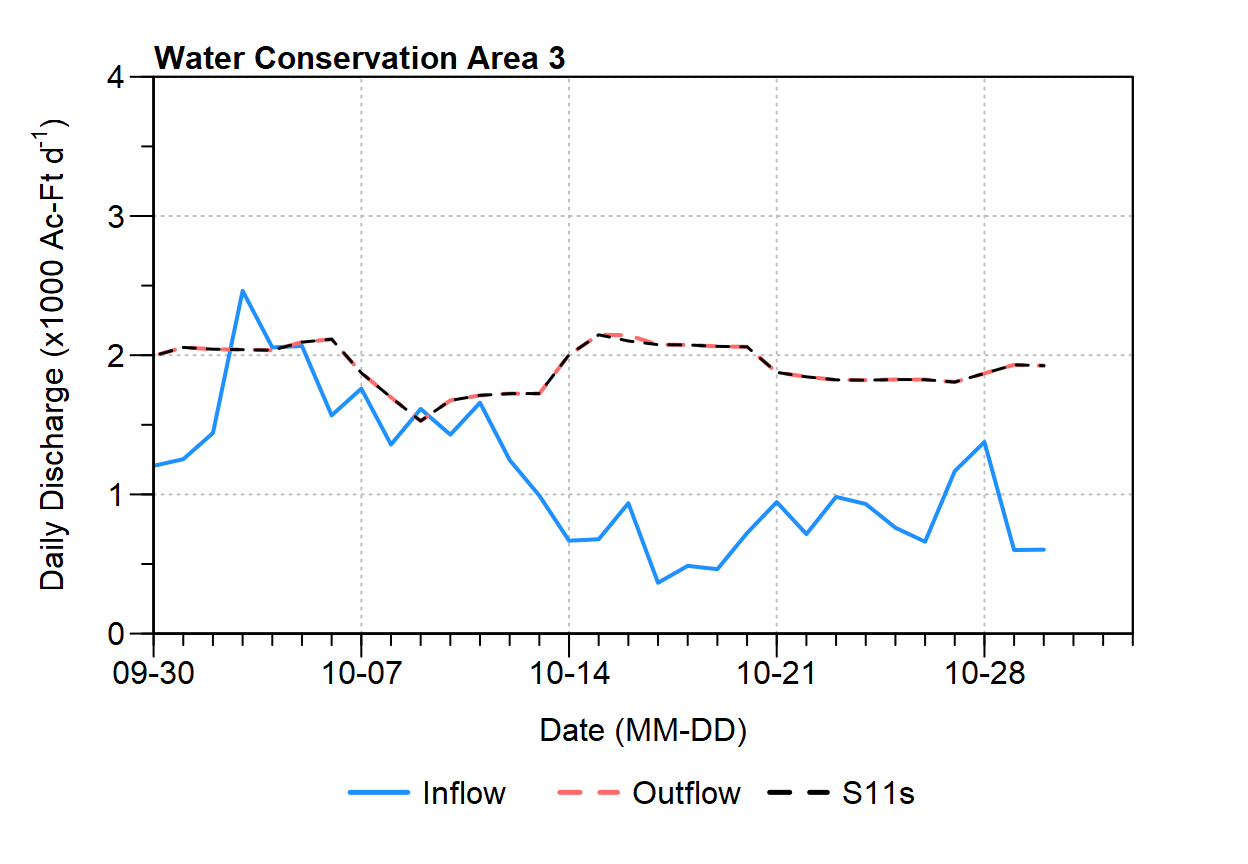 Water Conservation Area 3
Daily Discharge (x1000 Ac-Ft d⁻¹)
4
3
2
1
0
09-30 10-07 10-14 10-21 10-28
Date (MM-DD)
Inflow Outflow S11s